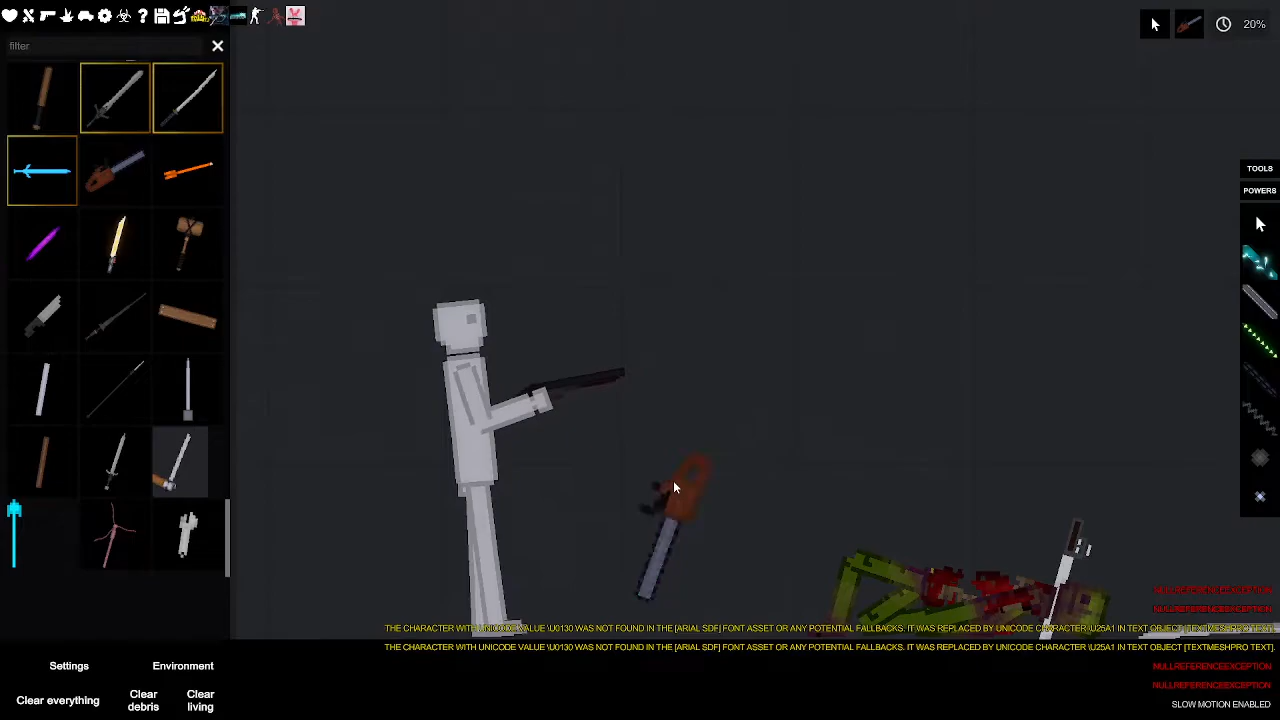 filter
20%
TOOLS
POWERS
NULLREFERENCEEXCEPTION
NULLREFERENCEEXCEPTION
THE CHARACTER WITH UNICODE VALUE \U0130 WAS NOT FOUND IN THE [ARIAL SDF] FONT ASSET OR ANY POTENTIAL FALLBACKS. IT WAS REPLACED BY UNICODE CHARACTER \U25A1 IN TEXT OBJECT [TEXTMESHPRO TEXT].
THE CHARACTER WITH UNICODE VALUE \U0130 WAS NOT FOUND IN THE [ARIAL SDF] FONT ASSET OR ANY POTENTIAL FALLBACKS. IT WAS REPLACED BY UNICODE CHARACTER \U25A1 IN TEXT OBJECT [TEXTMESHPRO TEXT].
NULLREFERENCEEXCEPTION
NULLREFERENCEEXCEPTION
SLOW MOTION ENABLED
Settings
Environment
Clear everything
Clear debris
Clear living